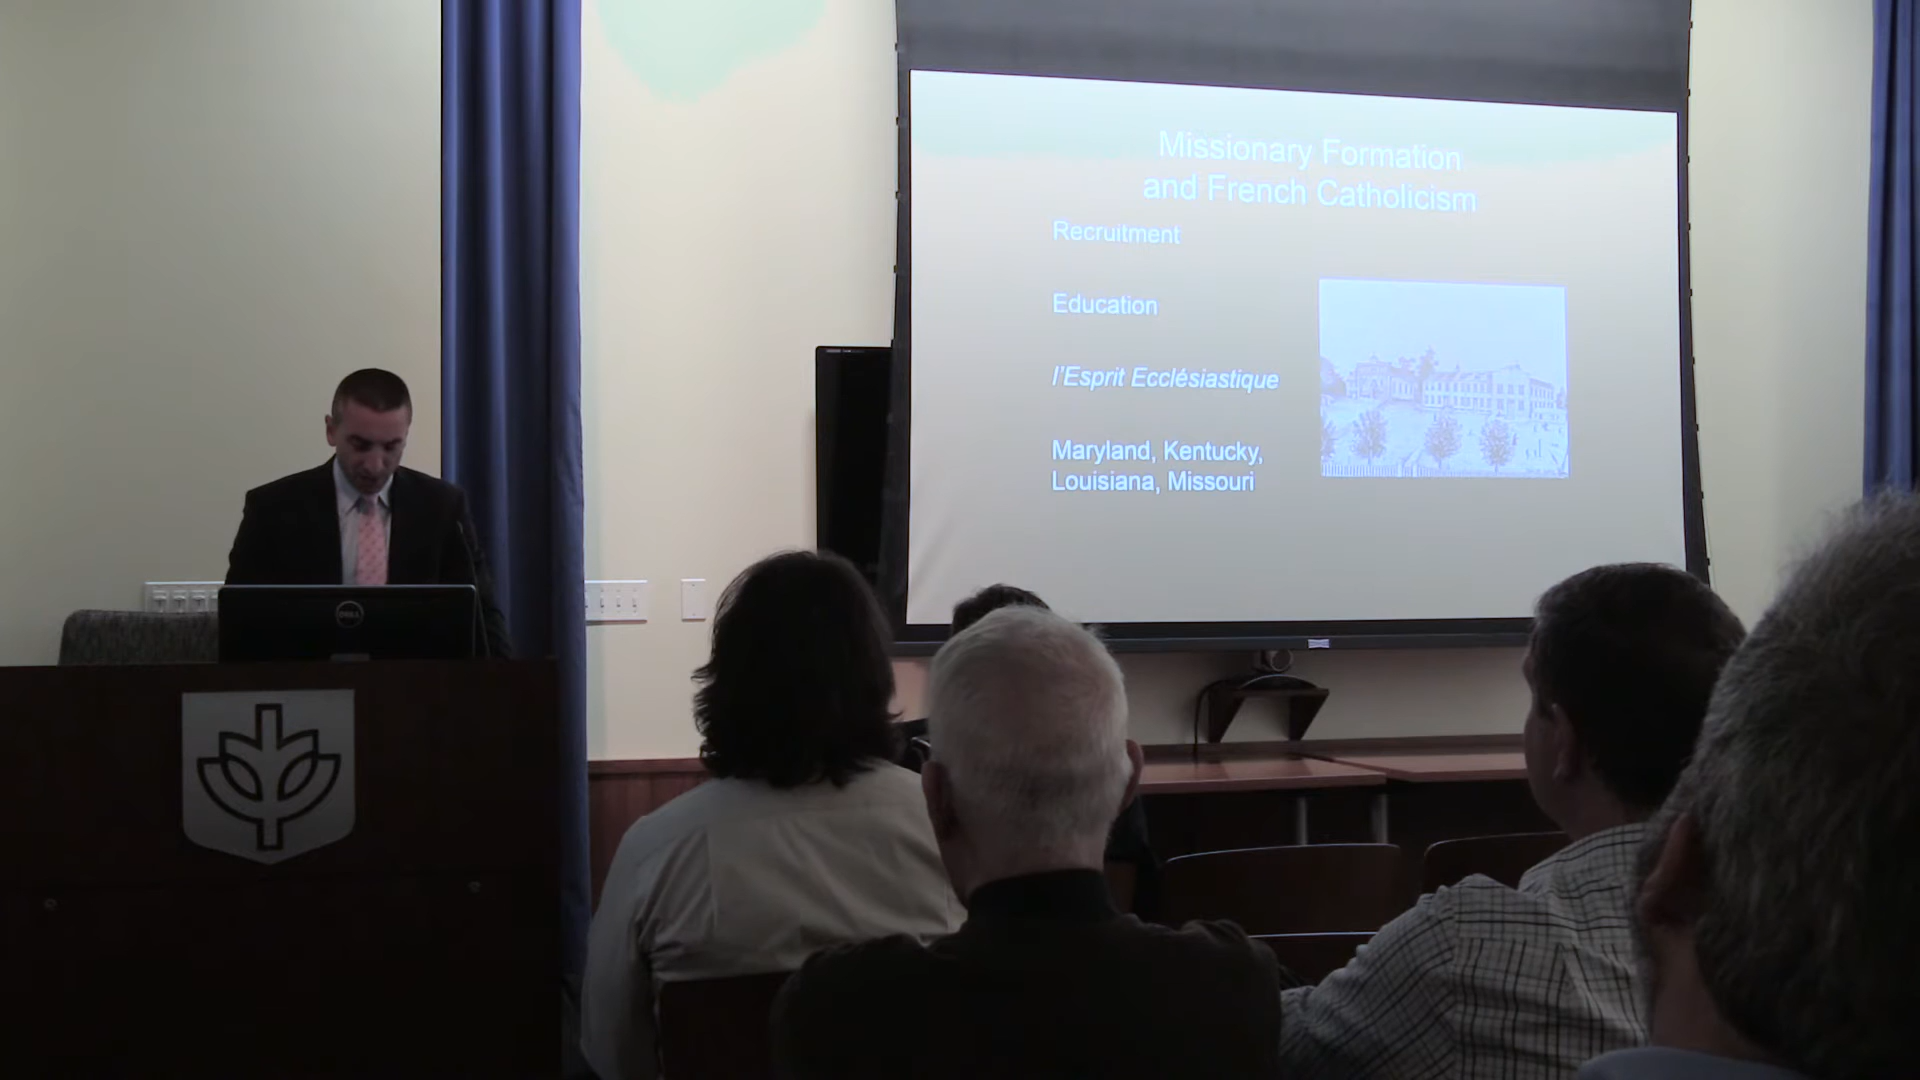 Missionary Formation
and French Catholicism
Recruitment
Education
l'Esprit Ecclésiastique
Maryland, Kentucky,
Louisiana, Missouri
DELL